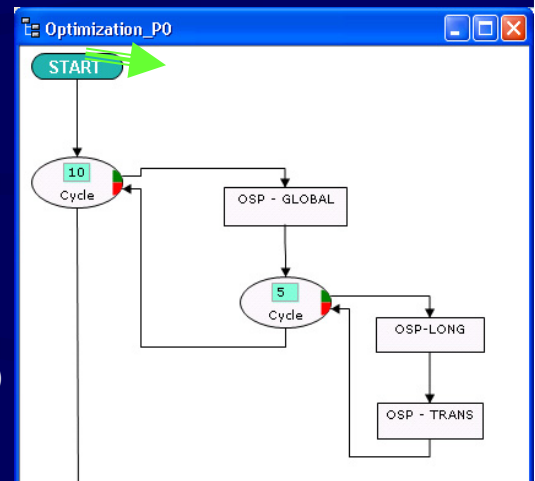 Optimization_P0
START
10
Cycle
OSP - GLOBAL
5
Cycle
OSP-LONG
OSP - TRANS
)